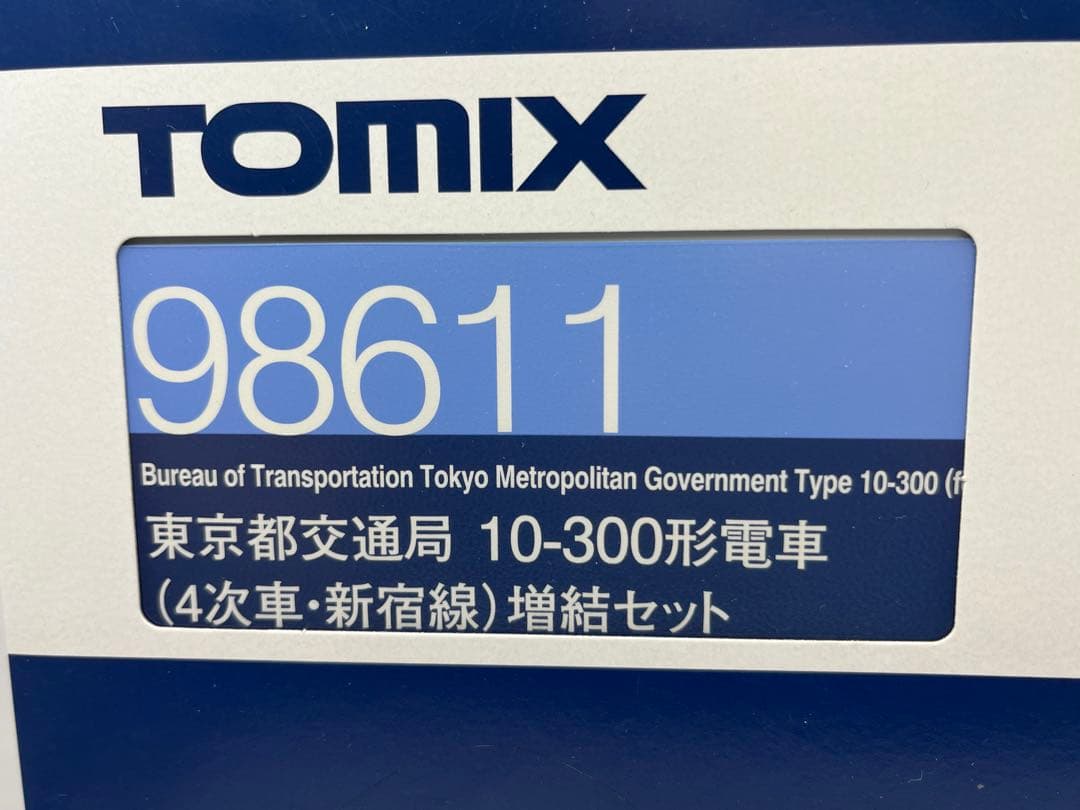 TOMIX
98611
Bureau of Transportation Tokyo Metropolitan Government Type 10-300
東京都交通局 10-300形電車
（4次車・新宿線）増結セット